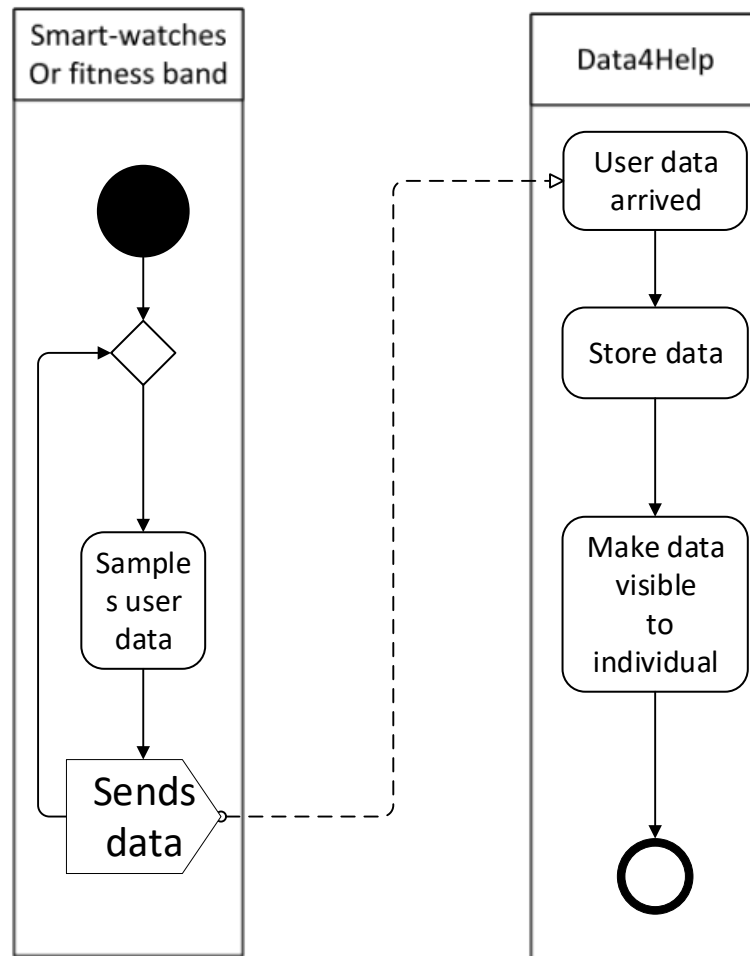 Smart-watches
Or fitness band
Data4Help
User data
arrived
Store data
Sample
s user
data
Make data
visible
to
individual
Sends
data